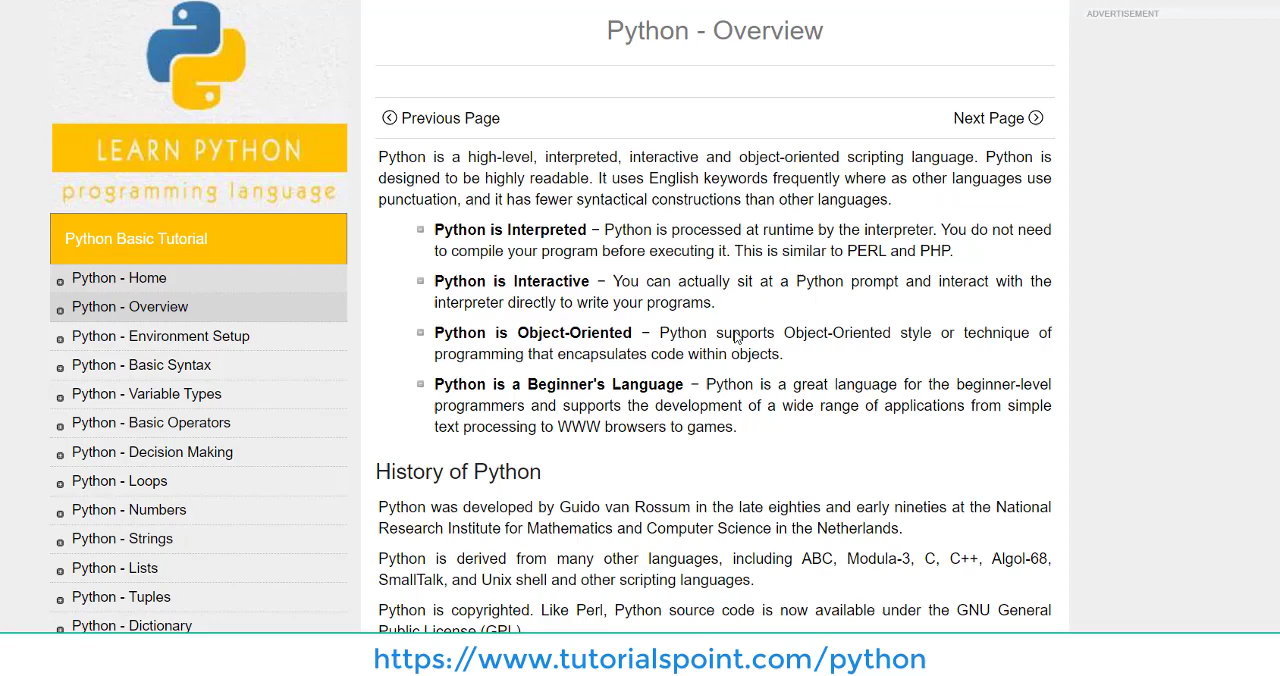 ADVERTISEMENT
Python - Overview
Previous Page
Next Page
LEARN PYTHON
programming language
Python Basic Tutorial
Python - Home
Python - Overview
Python - Environment Setup
Python - Basic Syntax
Python - Variable Types
Python - Basic Operators
Python - Decision Making
Python - Loops
Python - Numbers
Python - Strings
Python - Lists
Python - Tuples
Python - Dictionary
Python is a high-level, interpreted, interactive and object-oriented scripting language. Python is
designed to be highly readable. It uses English keywords frequently where as other languages use
punctuation, and it has fewer syntactical constructions than other languages.
Python is Interpreted − Python is processed at runtime by the interpreter. You do not need
to compile your program before executing it. This is similar to PERL and PHP.
Python is Interactive − You can actually sit at a Python prompt and interact with the
interpreter directly to write your programs.
Python is Object-Oriented − Python supports Object-Oriented style or technique of
programming that encapsulates code within objects.
Python is a Beginner's Language − Python is a great language for the beginner-level
programmers and supports the development of a wide range of applications from simple
text processing to WWW browsers to games.
History of Python
Python was developed by Guido van Rossum in the late eighties and early nineties at the National
Research Institute for Mathematics and Computer Science in the Netherlands.
Python is derived from many other languages, including ABC, Modula-3, C, C++, Algol-68,
SmallTalk, and Unix shell and other scripting languages.
Python is copyrighted. Like Perl, Python source code is now available under the GNU General
Public License (GPL)
https://www.tutorialspoint.com/python